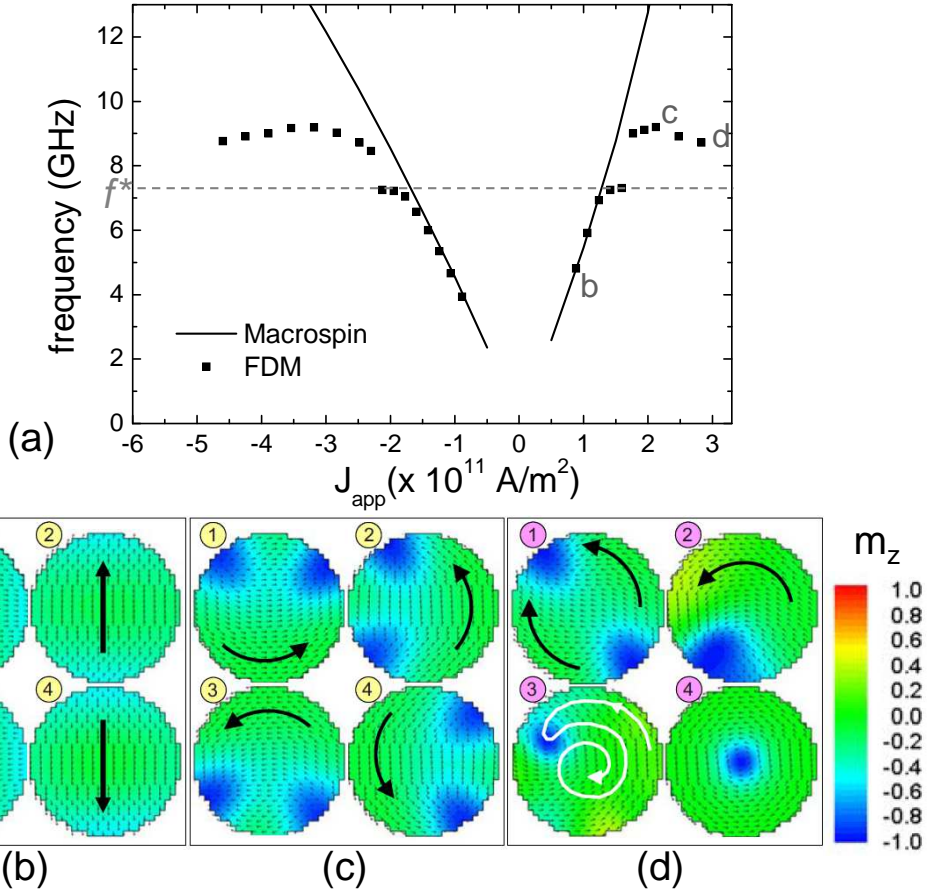 12
10
8
f*
6
4
2
0
frequency (GHz)
c
d
b
Macrospin
FDM
(a)
-6 -5 -4 -3 -2 -1 0 1 2 3
J_app(x 10^11 A/m^2)
2
1 2
1 2
m_z
4
3 4
3 4
1.0
0.8
0.6
0.4
0.2
0.0
-0.2
-0.4
-0.6
-0.8
-1.0
(b) (c) (d)